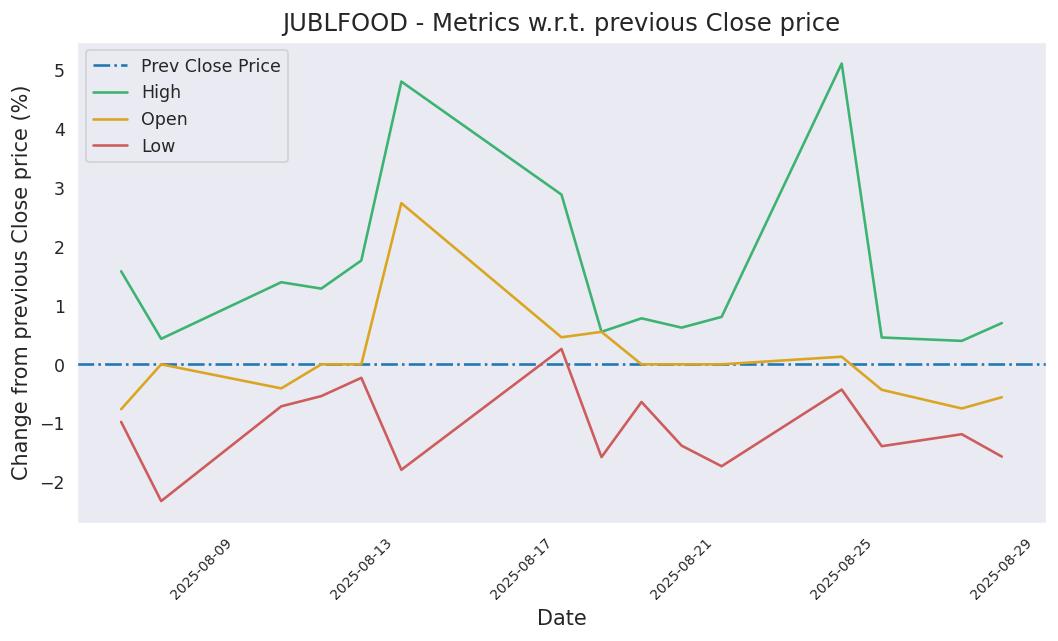 JUBLFOOD - Metrics w.r.t. previous Close price
Prev Close Price
High
Open
Low
Change from previous Close price (%)
5
4
3
2
1
0
−1
−2
2025-08-09
2025-08-13
2025-08-17
2025-08-21
2025-08-25
2025-08-29
Date